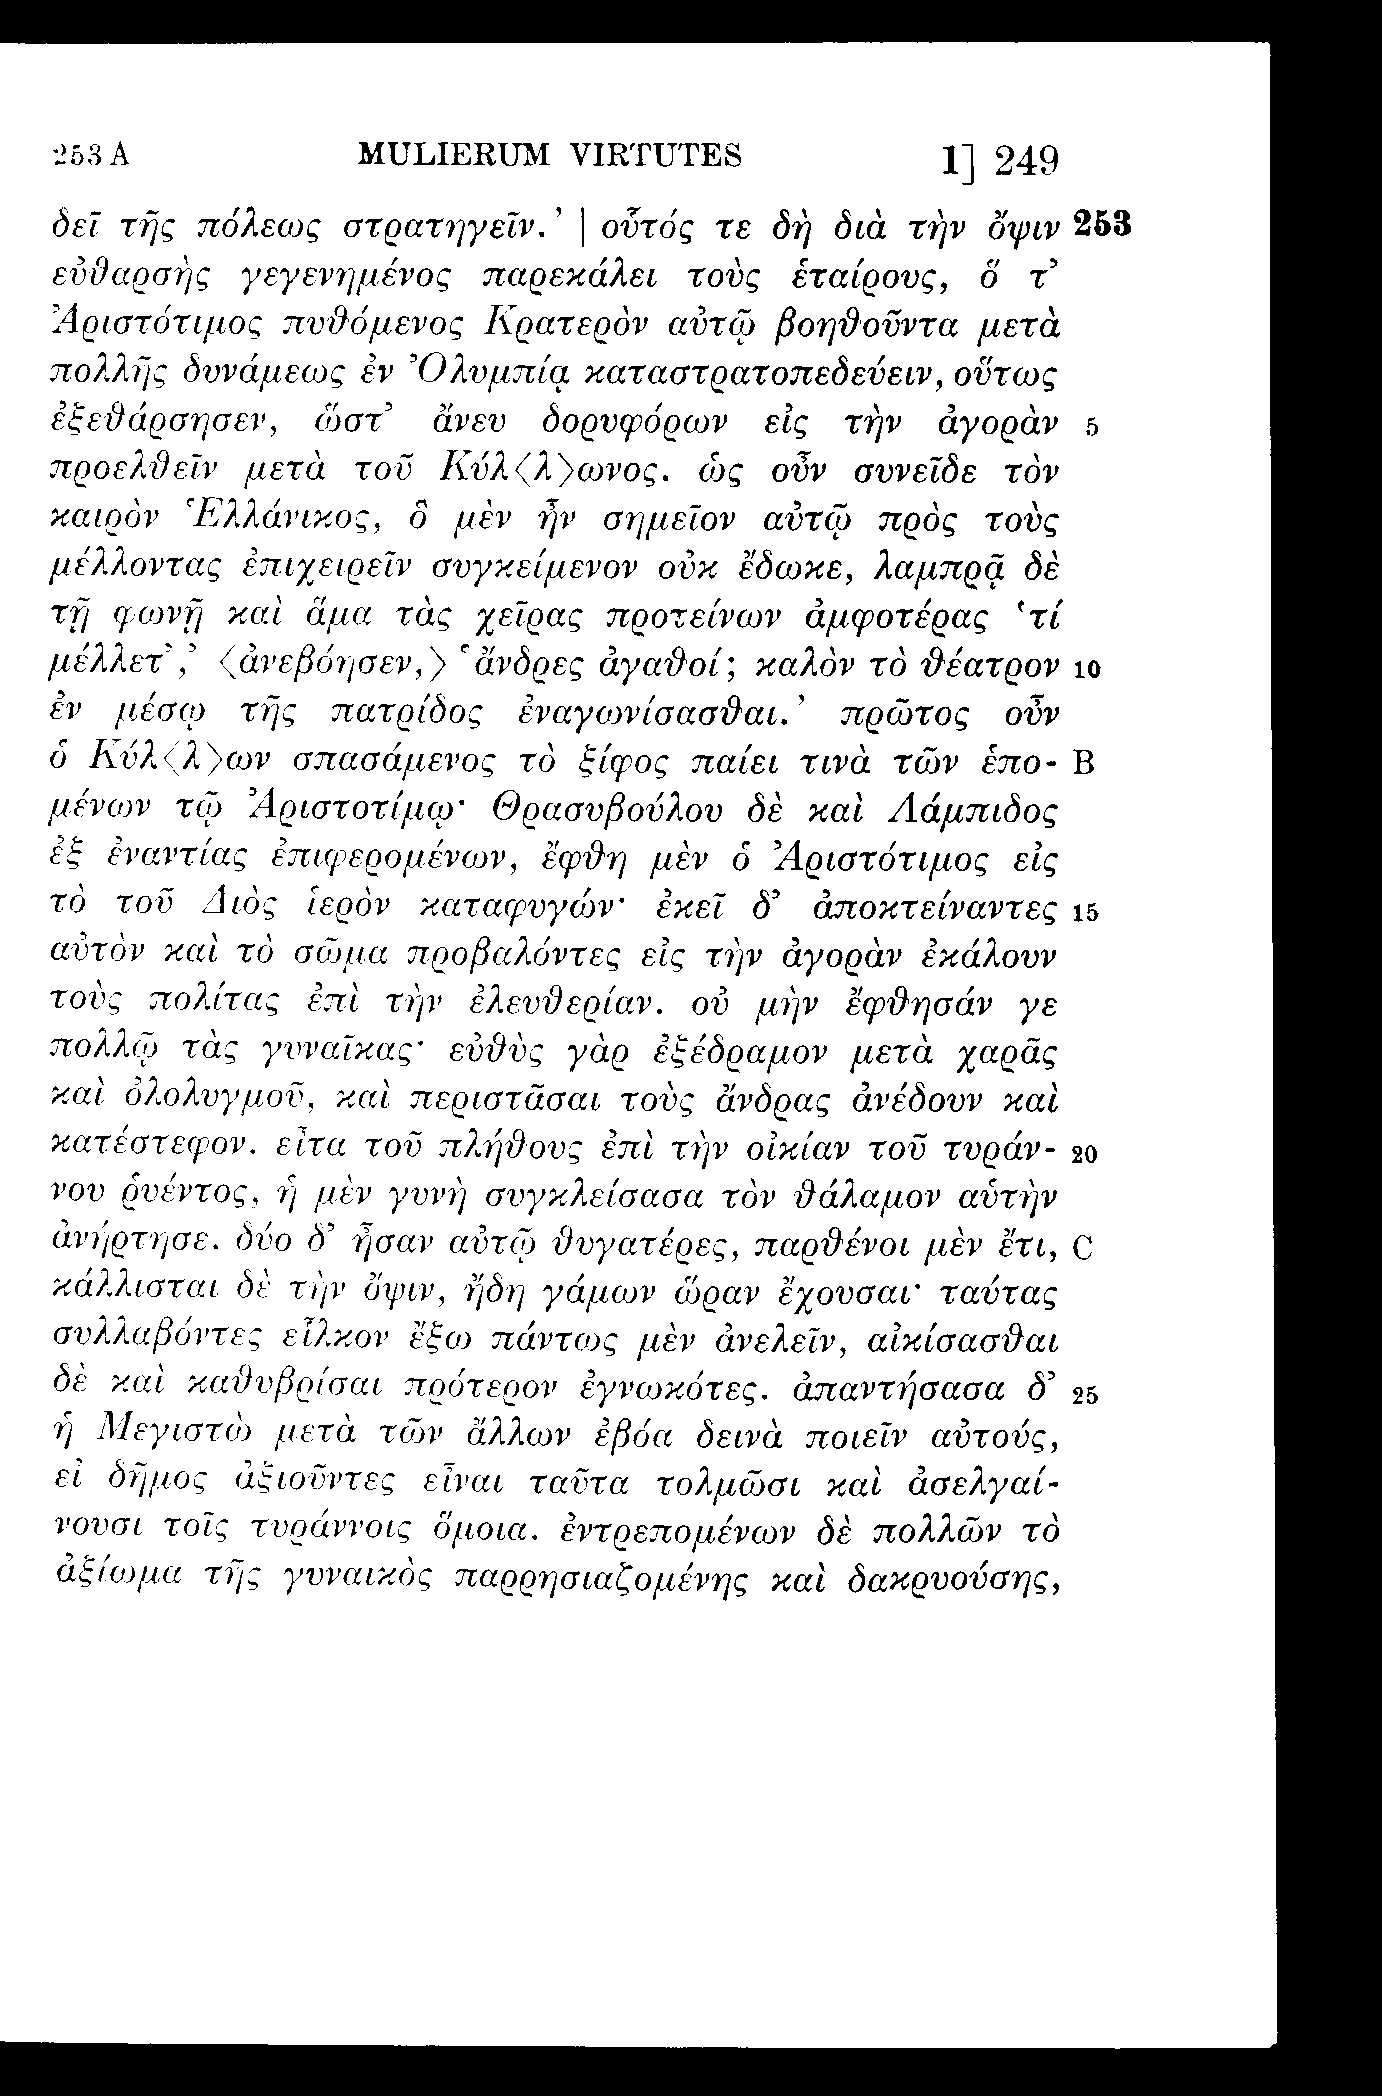 253 A MULIERUM VIRTUTES 1] 249
δεῖ τῆς πόλεως στρατηγεῖν.’ | οὗτός τε δὴ διὰ τὴν ὄψιν 253
εὐθαρσὴς γεγενημένος παρεκάλει τοὺς ἑταίρους, ὅ τ’
Ἀριστότιμος πυθόμενος Κρατερὸν αὐτῷ βοηθοῦντα μετὰ
πολλῆς δυνάμεως ἐν Ὀλυμπίᾳ καταστρατοπεδεύειν, οὕτως
ἐξεθάρσησεν, ὥστ’ ἄνευ δορυφόρων εἰς τὴν ἀγορὰν 5
προελθεῖν μετὰ τοῦ Κύλ〈λ〉ωνος. ὡς οὖν συνεῖδε τὸν
καιρὸν Ἑλλάνικος, ὃ μὲν ἦν σημεῖον αὐτῷ πρὸς τοὺς
μέλλοντας ἐπιχειρεῖν συγκείμενον οὐκ ἔδωκε, λαμπρᾷ δὲ
τῇ φωνῇ καὶ ἅμα τὰς χεῖρας προτείνων ἀμφοτέρας ‘τί
μέλλετ’,’ 〈ἀνεβόησεν,〉 ‘ἄνδρες ἀγαθοί; καλὸν τὸ θέατρον 10
ἐν μέσῳ τῆς πατρίδος ἐναγωνίσασθαι.’ πρῶτος οὖν
ὁ Κύλ〈λ〉ων σπασάμενος τὸ ξίφος παίει τινὰ τῶν ἑπο- B
μένων τῷ Ἀριστοτίμῳ· Θρασυβούλου δὲ καὶ Λάμπιδος
ἐξ ἐναντίας ἐπιφερομένων, ἔφθη μὲν ὁ Ἀριστότιμος εἰς
τὸ τοῦ Διὸς ἱερὸν καταφυγών· ἐκεῖ δ’ ἀποκτείναντες 15
αὐτὸν καὶ τὸ σῶμα προβαλόντες εἰς τὴν ἀγορὰν ἐκάλουν
τοὺς πολίτας ἐπὶ τὴν ἐλευθερίαν. οὐ μὴν ἔφθησάν γε
πολλῷ τὰς γυναῖκας· εὐθὺς γὰρ ἐξέδραμον μετὰ χαρᾶς
καὶ ὀλολυγμοῦ, καὶ περιστᾶσαι τοὺς ἄνδρας ἀνέδουν καὶ
κατέστεφον. εἶτα τοῦ πλήθους ἐπὶ τὴν οἰκίαν τοῦ τυράν- 20
νου ῥυέντος, ἡ μὲν γυνὴ συγκλείσασα τὸν θάλαμον αὑτὴν
ἀνήρτησε. δύο δ’ ἦσαν αὐτῷ θυγατέρες, παρθένοι μὲν ἔτι, C
κάλλισται δὲ τὴν ὄψιν, ἤδη γάμων ὥραν ἔχουσαι· ταύτας
συλλαβόντες εἷλκον ἔξω πάντως μὲν ἀνελεῖν, αἰκίσασθαι
δὲ καὶ καθυβρίσαι πρότερον ἐγνωκότες. ἀπαντήσασα δ’ 25
ἡ Μεγιστὼ μετὰ τῶν ἄλλων ἐβόα δεινὰ ποιεῖν αὐτούς,
εἰ δῆμος ἀξιοῦντες εἶναι ταῦτα τολμῶσι καὶ ἀσελγαί-
νουσι τοῖς τυράννοις ὅμοια. ἐντρεπομένων δὲ πολλῶν τὸ
ἀξίωμα τῆς γυναικὸς παρρησιαζομένης καὶ δακρυούσης,